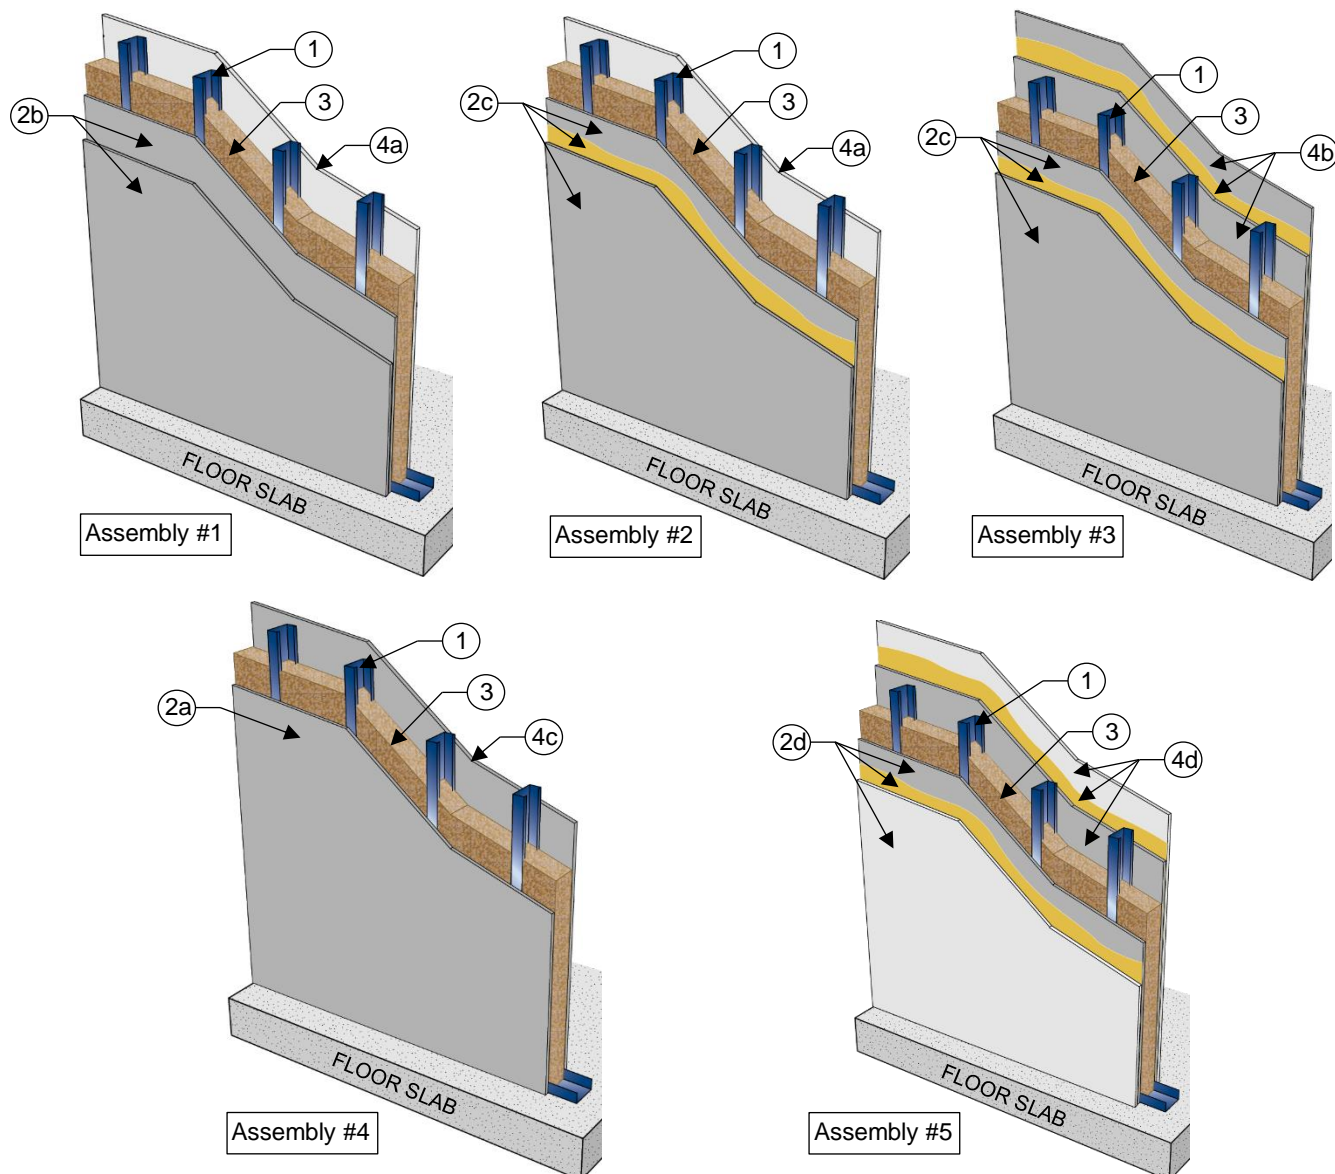 1
2b
3
4a
FLOOR SLAB
Assembly #1
1
2c
3
4a
FLOOR SLAB
Assembly #2
1
2c
3
4b
FLOOR SLAB
Assembly #3
1
2a
3
4c
FLOOR SLAB
Assembly #4
1
2d
3
4d
FLOOR SLAB
Assembly #5